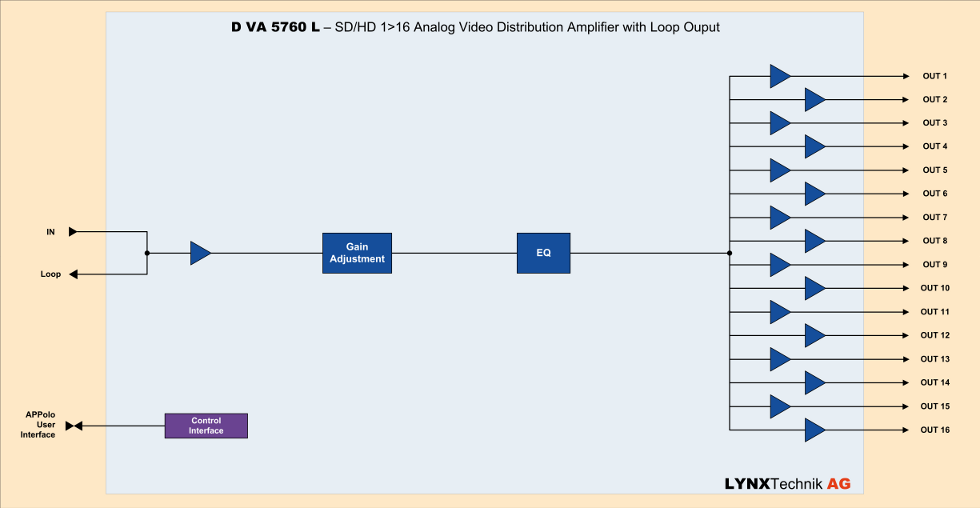 D VA 5760 L – SD/HD 1>16 Analog Video Distribution Amplifier with Loop Ouput
OUT 1
OUT 2
OUT 3
OUT 4
OUT 5
OUT 6
OUT 7
OUT 8
OUT 9
OUT 10
OUT 11
OUT 12
OUT 13
OUT 14
OUT 15
OUT 16
IN
Loop
Gain
Adjustment
EQ
APPolo
User
Interface
Control
Interface
LYNXTechnik AG